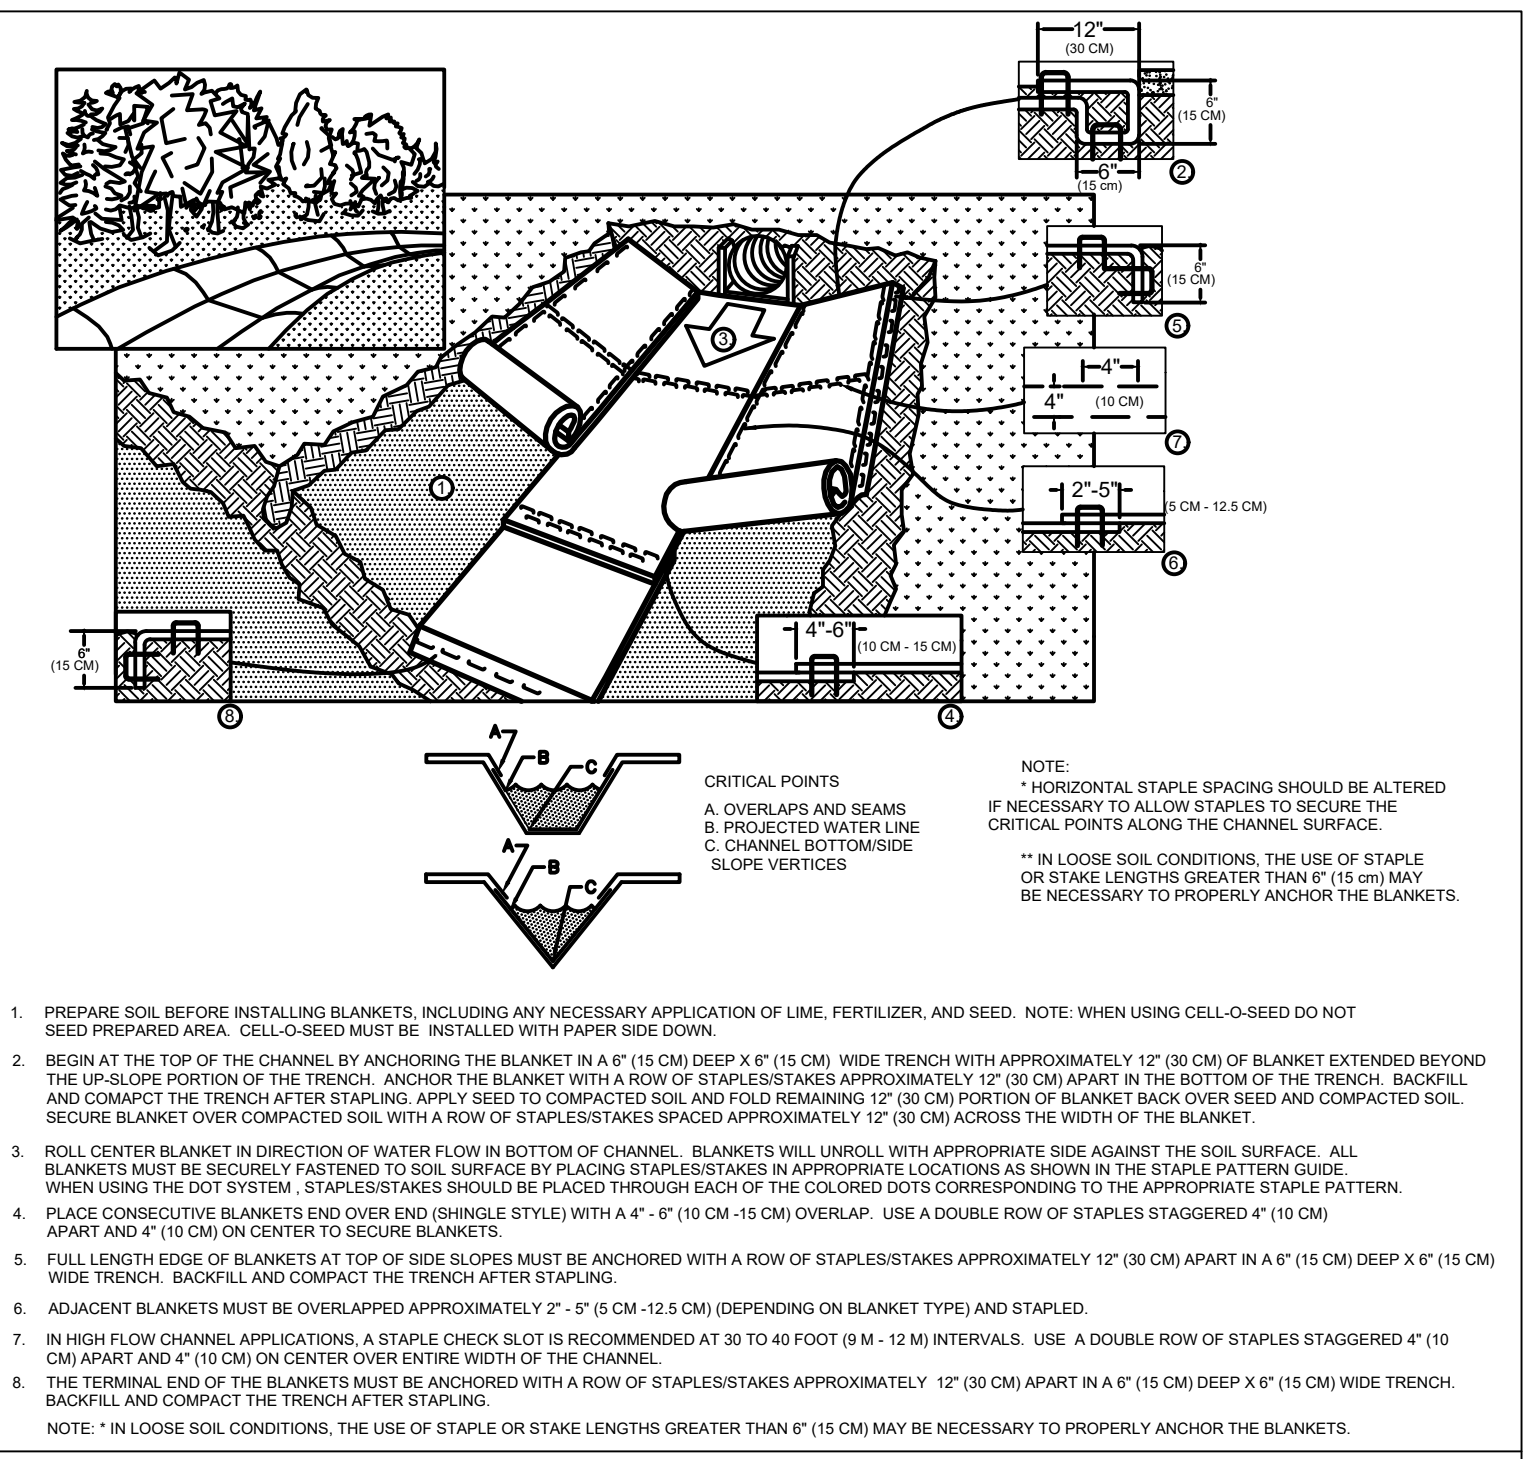 12"
(30 CM)
6"
(15 CM)
6"
(15 cm)
2.
6"
(15 CM)
5.
3.
4"
4"
(10 CM)
7.
1.
2"-5"
(5 CM - 12.5 CM)
6.
6"
(15 CM)
8.
4"-6"
(10 CM - 15 CM)
4.
A
B
C
A
B
C
CRITICAL POINTS
A. OVERLAPS AND SEAMS
B. PROJECTED WATER LINE
C. CHANNEL BOTTOM/SIDE
SLOPE VERTICES
NOTE:
* HORIZONTAL STAPLE SPACING SHOULD BE ALTERED
IF NECESSARY TO ALLOW STAPLES TO SECURE THE
CRITICAL POINTS ALONG THE CHANNEL SURFACE.
** IN LOOSE SOIL CONDITIONS, THE USE OF STAPLE
OR STAKE LENGTHS GREATER THAN 6" (15 cm) MAY
BE NECESSARY TO PROPERLY ANCHOR THE BLANKETS.
1. PREPARE SOIL BEFORE INSTALLING BLANKETS, INCLUDING ANY NECESSARY APPLICATION OF LIME, FERTILIZER, AND SEED. NOTE: WHEN USING CELL-O-SEED DO NOT
SEED PREPARED AREA. CELL-O-SEED MUST BE INSTALLED WITH PAPER SIDE DOWN.
2. BEGIN AT THE TOP OF THE CHANNEL BY ANCHORING THE BLANKET IN A 6" (15 CM) DEEP X 6" (15 CM) WIDE TRENCH WITH APPROXIMATELY 12" (30 CM) OF BLANKET EXTENDED BEYOND
THE UP-SLOPE PORTION OF THE TRENCH. ANCHOR THE BLANKET WITH A ROW OF STAPLES/STAKES APPROXIMATELY 12" (30 CM) APART IN THE BOTTOM OF THE TRENCH. BACKFILL
AND COMAPCT THE TRENCH AFTER STAPLING. APPLY SEED TO COMPACTED SOIL AND FOLD REMAINING 12" (30 CM) PORTION OF BLANKET BACK OVER SEED AND COMPACTED SOIL.
SECURE BLANKET OVER COMPACTED SOIL WITH A ROW OF STAPLES/STAKES SPACED APPROXIMATELY 12" (30 CM) ACROSS THE WIDTH OF THE BLANKET.
3. ROLL CENTER BLANKET IN DIRECTION OF WATER FLOW IN BOTTOM OF CHANNEL. BLANKETS WILL UNROLL WITH APPROPRIATE SIDE AGAINST THE SOIL SURFACE. ALL
BLANKETS MUST BE SECURELY FASTENED TO SOIL SURFACE BY PLACING STAPLES/STAKES IN APPROPRIATE LOCATIONS AS SHOWN IN THE STAPLE PATTERN GUIDE.
WHEN USING THE DOT SYSTEM , STAPLES/STAKES SHOULD BE PLACED THROUGH EACH OF THE COLORED DOTS CORRESPONDING TO THE APPROPRIATE STAPLE PATTERN.
4. PLACE CONSECUTIVE BLANKETS END OVER END (SHINGLE STYLE) WITH A 4" - 6" (10 CM -15 CM) OVERLAP. USE A DOUBLE ROW OF STAPLES STAGGERED 4" (10 CM)
APART AND 4" (10 CM) ON CENTER TO SECURE BLANKETS.
5. FULL LENGTH EDGE OF BLANKETS AT TOP OF SIDE SLOPES MUST BE ANCHORED WITH A ROW OF STAPLES/STAKES APPROXIMATELY 12" (30 CM) APART IN A 6" (15 CM) DEEP X 6" (15 CM)
WIDE TRENCH. BACKFILL AND COMPACT THE TRENCH AFTER STAPLING.
6. ADJACENT BLANKETS MUST BE OVERLAPPED APPROXIMATELY 2" - 5" (5 CM -12.5 CM) (DEPENDING ON BLANKET TYPE) AND STAPLED.
7. IN HIGH FLOW CHANNEL APPLICATIONS, A STAPLE CHECK SLOT IS RECOMMENDED AT 30 TO 40 FOOT (9 M - 12 M) INTERVALS. USE A DOUBLE ROW OF STAPLES STAGGERED 4" (10
CM) APART AND 4" (10 CM) ON CENTER OVER ENTIRE WIDTH OF THE CHANNEL.
8. THE TERMINAL END OF THE BLANKETS MUST BE ANCHORED WITH A ROW OF STAPLES/STAKES APPROXIMATELY 12" (30 CM) APART IN A 6" (15 CM) DEEP X 6" (15 CM) WIDE TRENCH.
BACKFILL AND COMPACT THE TRENCH AFTER STAPLING.
NOTE: * IN LOOSE SOIL CONDITIONS, THE USE OF STAPLE OR STAKE LENGTHS GREATER THAN 6" (15 CM) MAY BE NECESSARY TO PROPERLY ANCHOR THE BLANKETS.